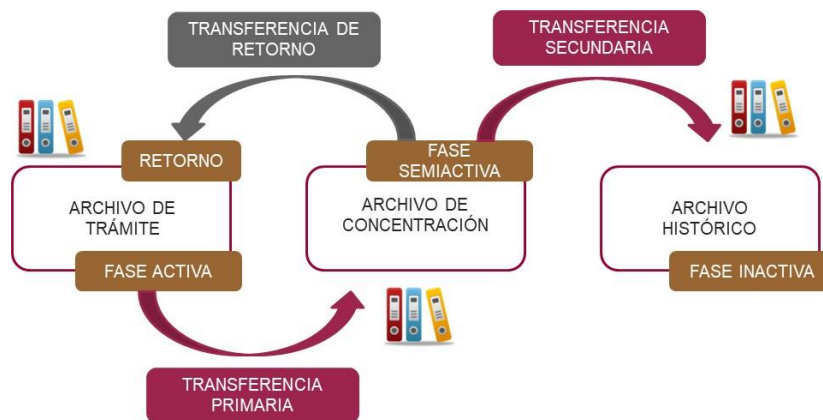 TRANSFERENCIA DE
RETORNO
TRANSFERENCIA
SECUNDARIA
RETORNO
ARCHIVO DE
TRÁMITE
FASE ACTIVA
FASE
SEMIACTIVA
ARCHIVO DE
CONCENTRACIÓN
ARCHIVO
HISTÓRICO
FASE INACTIVA
TRANSFERENCIA
PRIMARIA